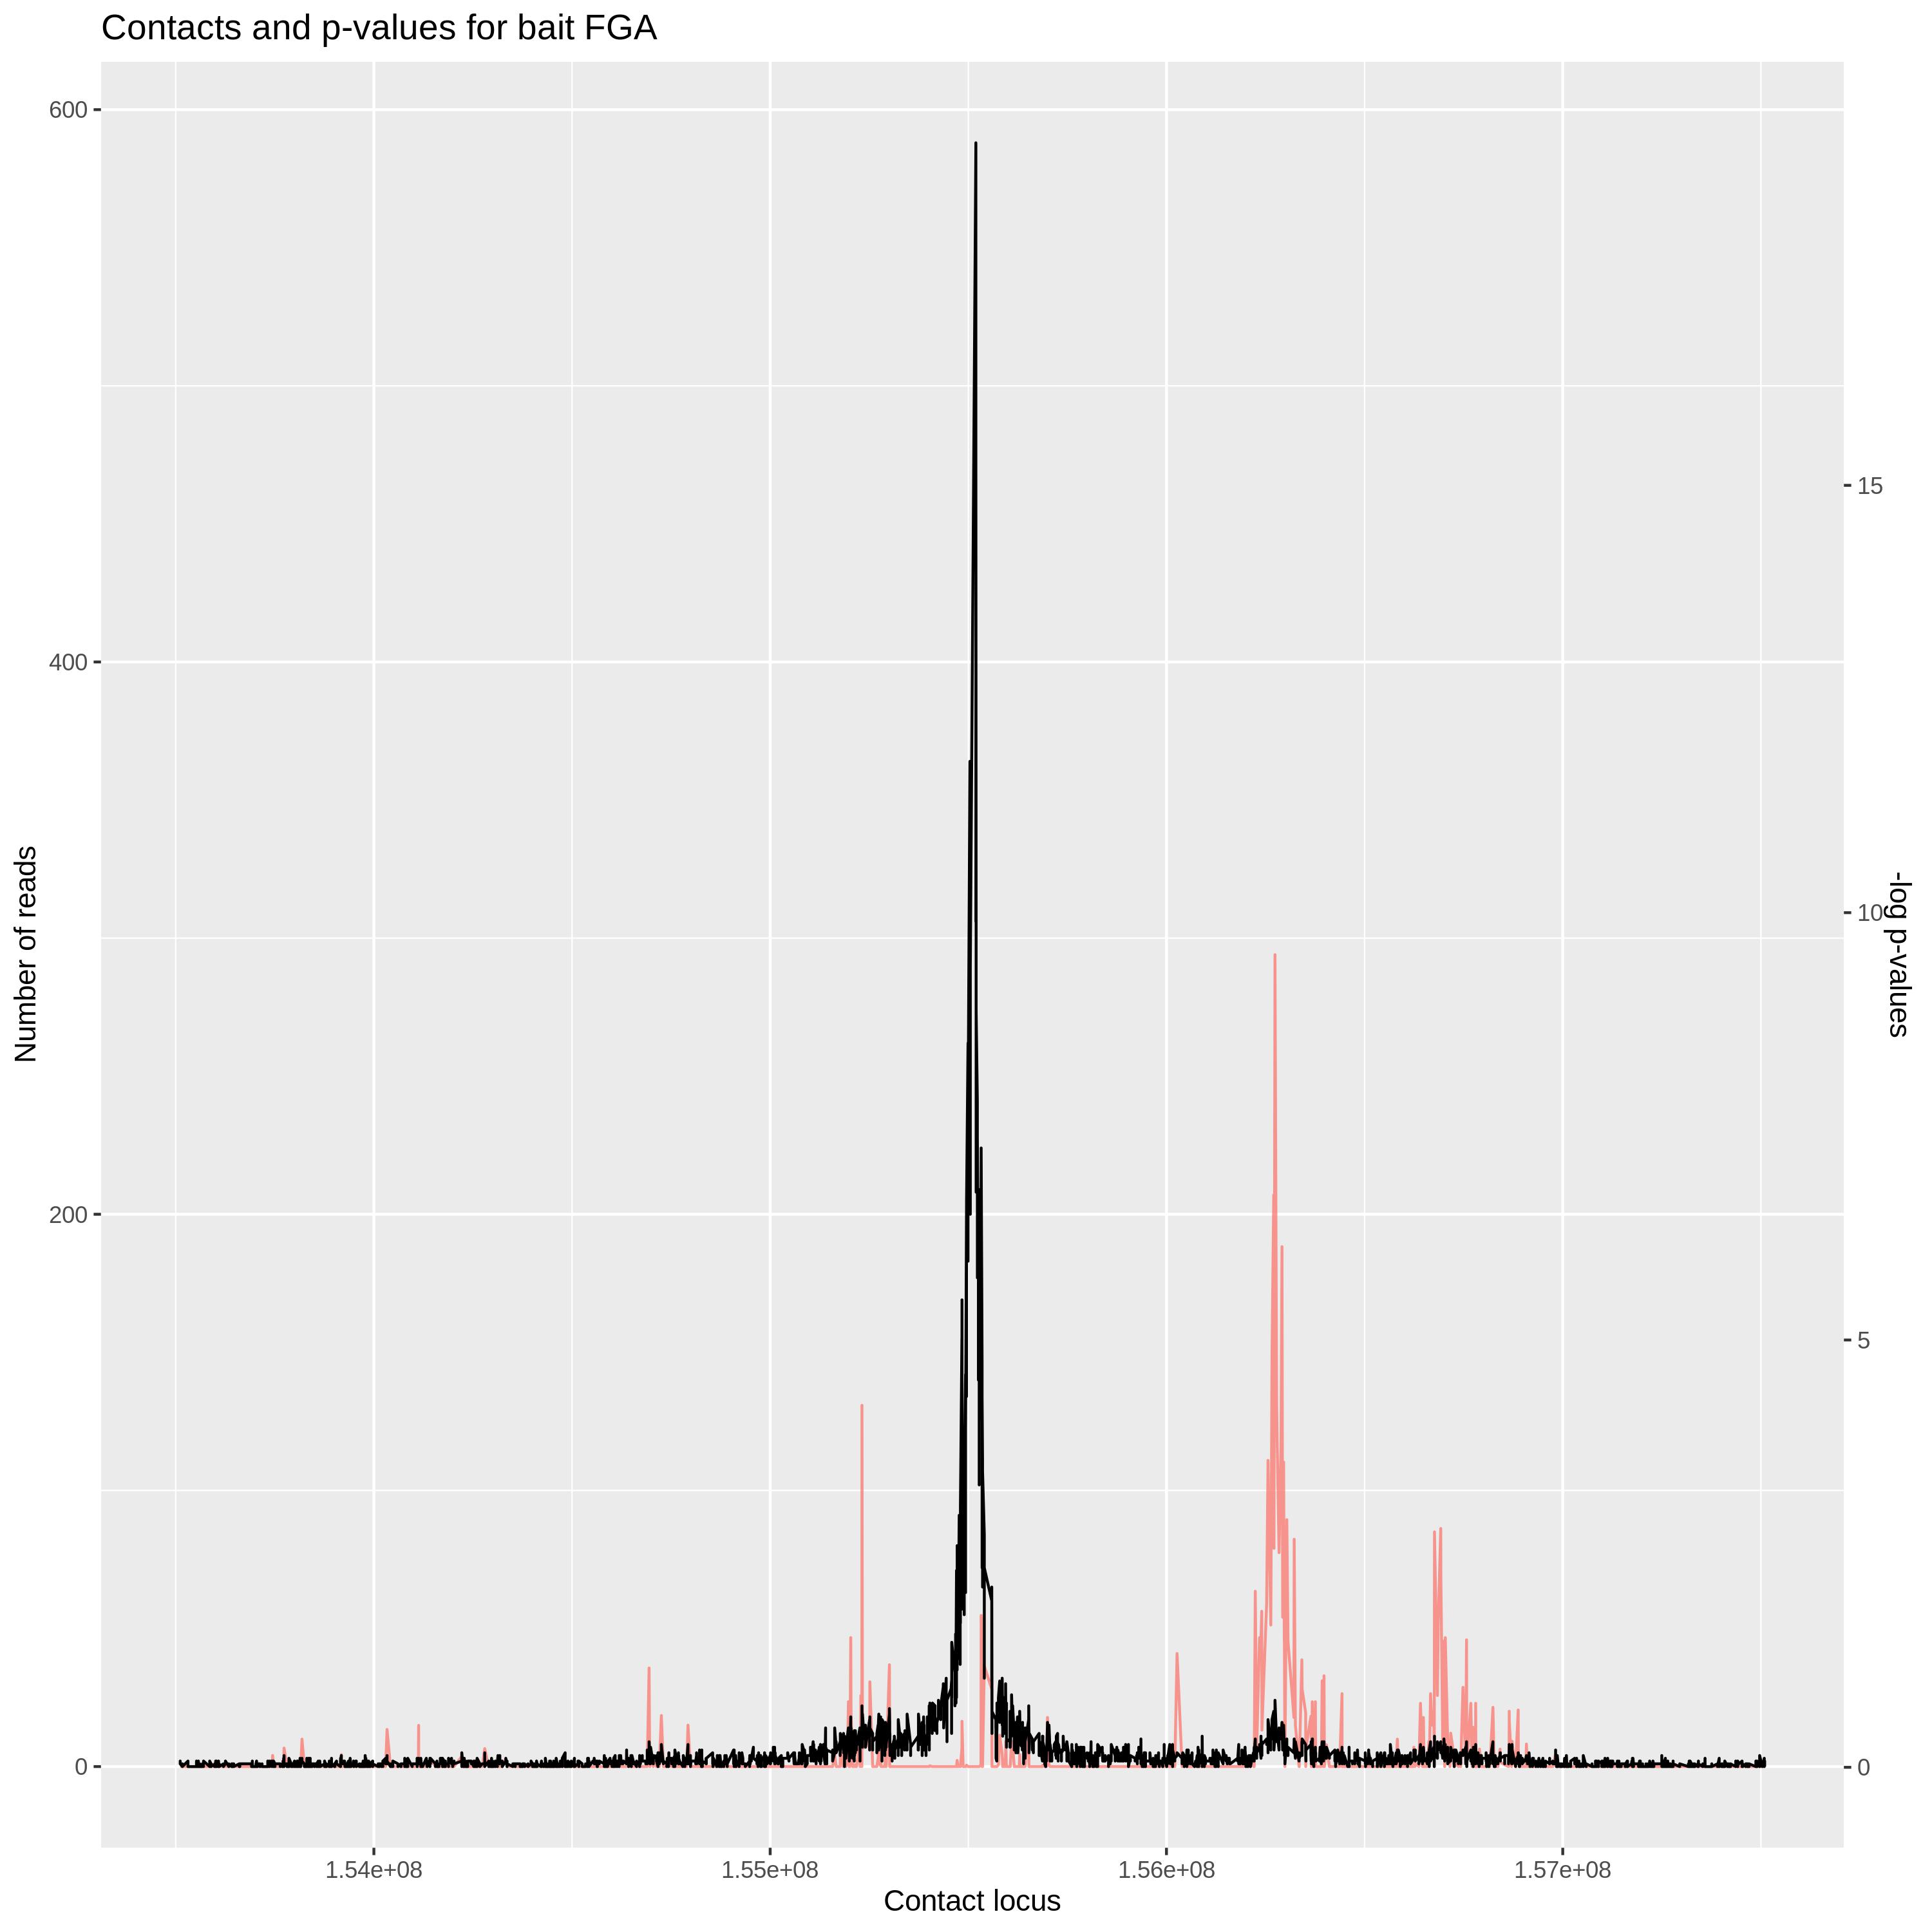 Contacts and p-values for bait FGA
600
400
200
0
Number of reads
15
10
5
0
-log p-values
1.54e+08
1.55e+08
1.56e+08
1.57e+08
Contact locus